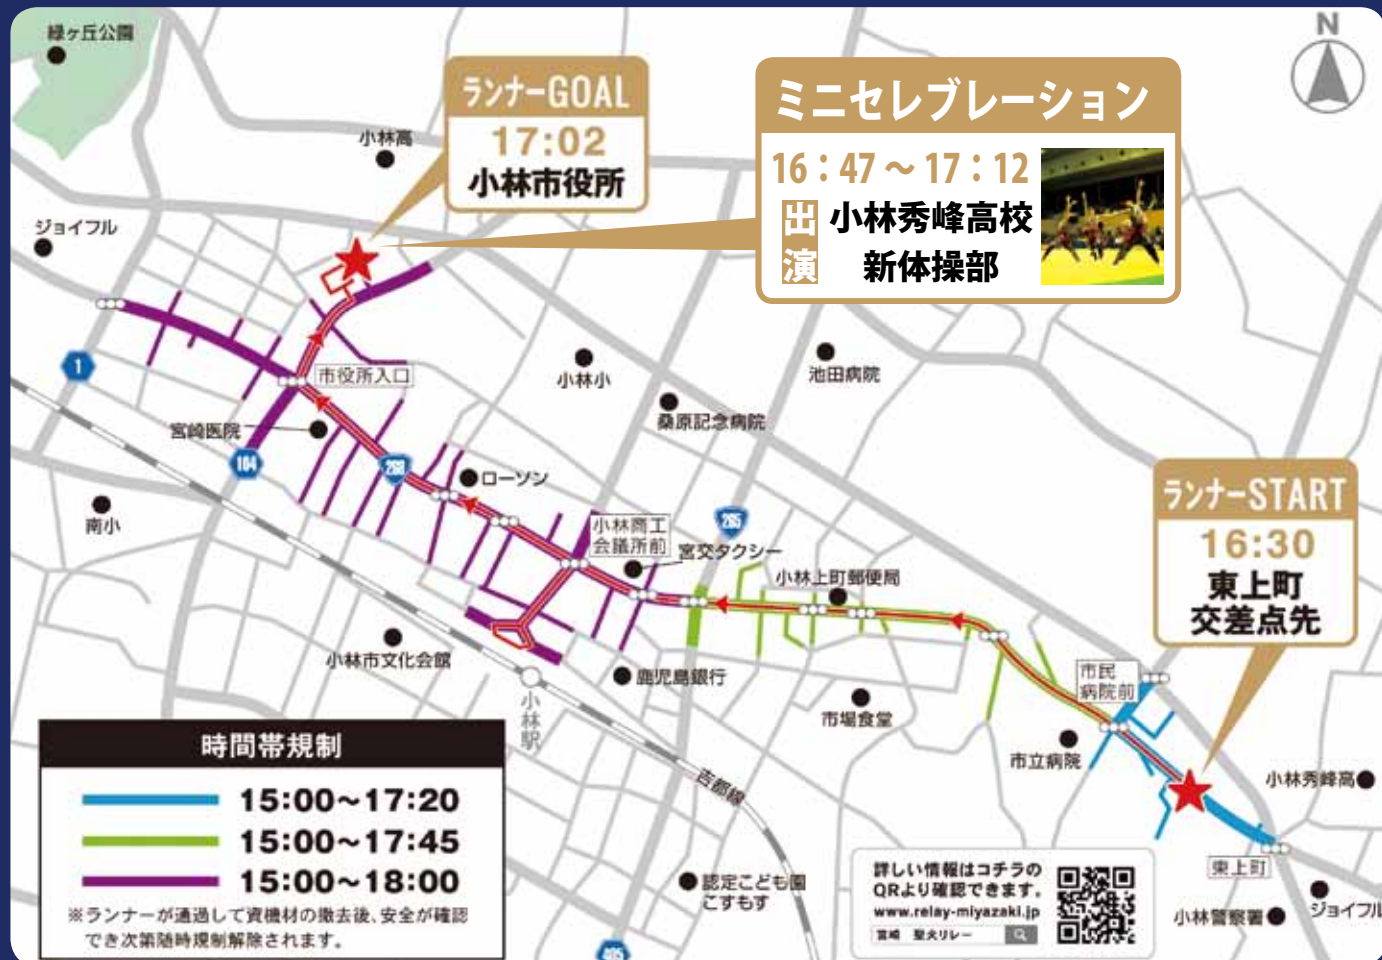 緑ヶ丘公園
N
ランナーGOAL
17:02
小林市役所
ミニセレブレーション
16：47～17：12
出演
小林秀峰高校
新体操部
小林高
ジョイフル
1
市役所入口
小林小
池田病院
桑原記念病院
宮崎医院
104
268
ローソン
南小
小林商工
会議所前
265
宮交タクシー
小林上町郵便局
ランナーSTART
16:30
東上町
交差点先
小林市文化会館
鹿児島銀行
小林駅
市場食堂
市民
病院前
市立病院
小林秀峰高
吉都線
東上町
ジョイフル
小林警察署
認定こども園
こすもす
時間帯規制
15:00～17:20
15:00～17:45
15:00～18:00
※ランナーが通過して資機材の撤去後、安全が確認
でき次第随時規制解除されます。
詳しい情報はコチラの
QRより確認できます。
www.relay-miyazaki.jp
宮崎　聖火リレー